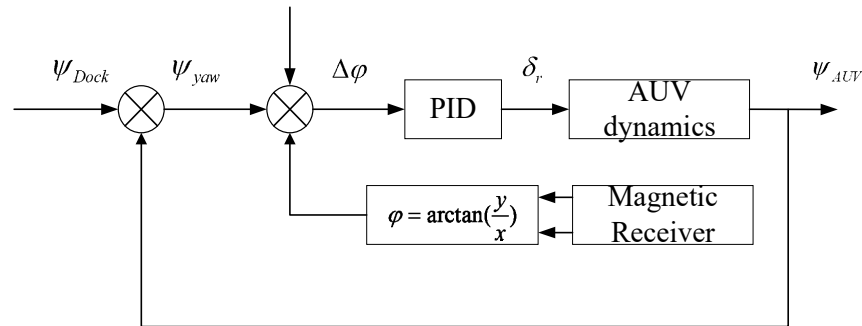 ψ_Dock
ψ_yaw
Δφ
PID
δ_r
AUV
dynamics
ψ_AUV
φ = arctan(y/x)
Magnetic
Receiver